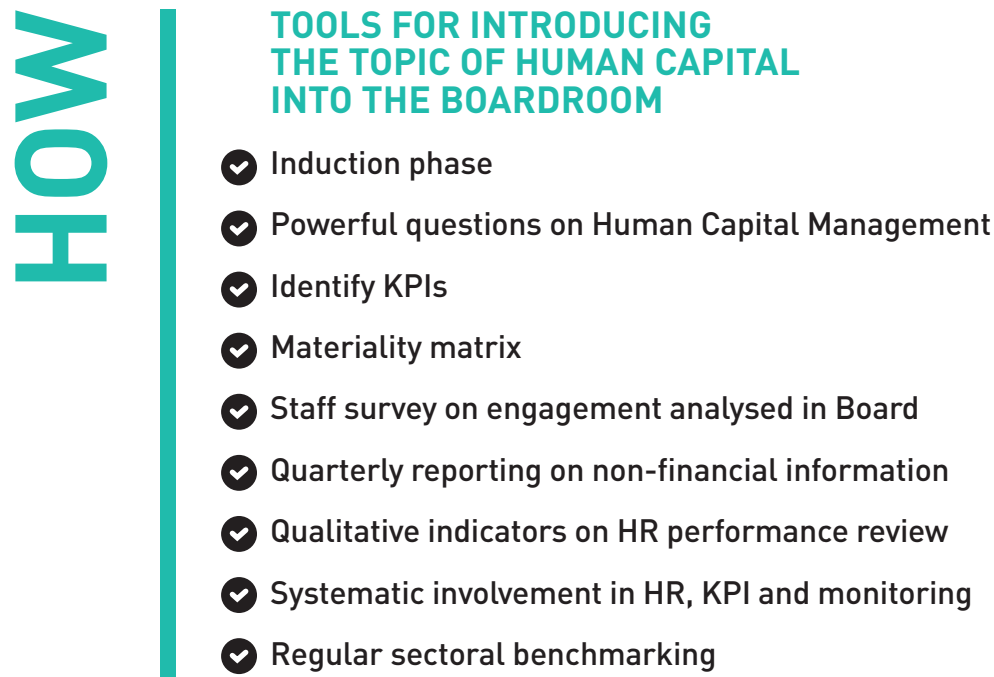 HOW
TOOLS FOR INTRODUCING
THE TOPIC OF HUMAN CAPITAL
INTO THE BOARDROOM
Induction phase
Powerful questions on Human Capital Management
Identify KPIs
Materiality matrix
Staff survey on engagement analysed in Board
Quarterly reporting on non-financial information
Qualitative indicators on HR performance review
Systematic involvement in HR, KPI and monitoring
Regular sectoral benchmarking